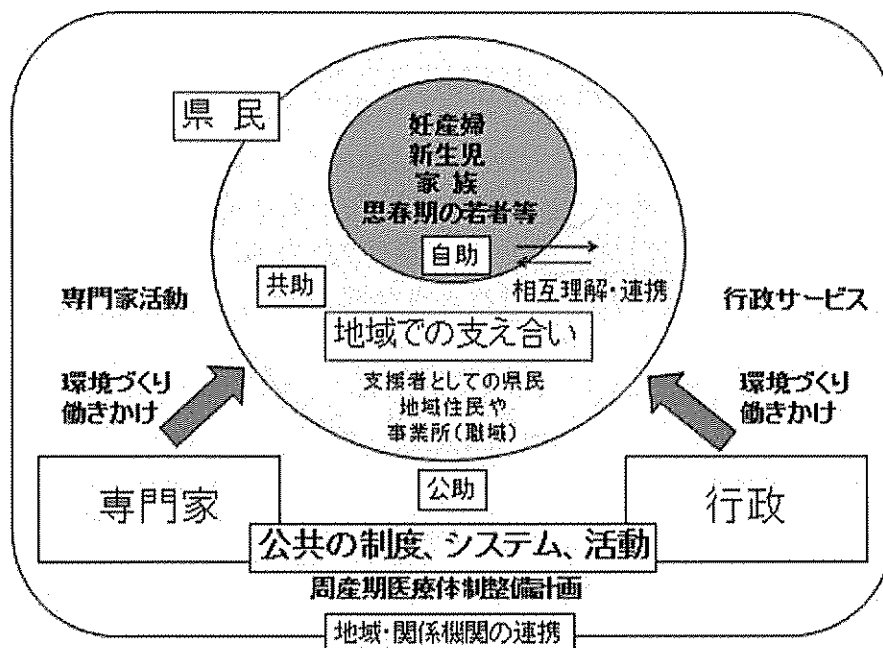 県 民
妊産婦
新生児
家 族
思春期の若者等
自助
共助
相互理解・連携
地域での支え合い
支援者としての県民
地域住民や
事業所(職域)
専門家活動
行政サービス
環境づくり
働きかけ
環境づくり
働きかけ
専門家
公助
行政
公共の制度、システム、活動
周産期医療体制整備計画
地域・関係機関の連携